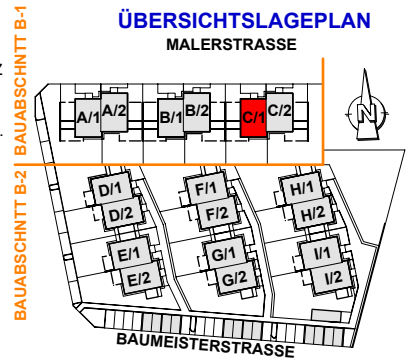 ÜBERSICHTSLAGEPLAN
MALERSTRASSE
BAUABSCHNTT B-1
z
.
A/1
A/2
B/1
B/2
C/1
C/2
N
BAUABSCHNTT B-2
D/1
D/2
F/1
F/2
H/1
H/2
E/1
E/2
G/1
G/2
I/1
I/2
BAUMEISTERSTRASSE